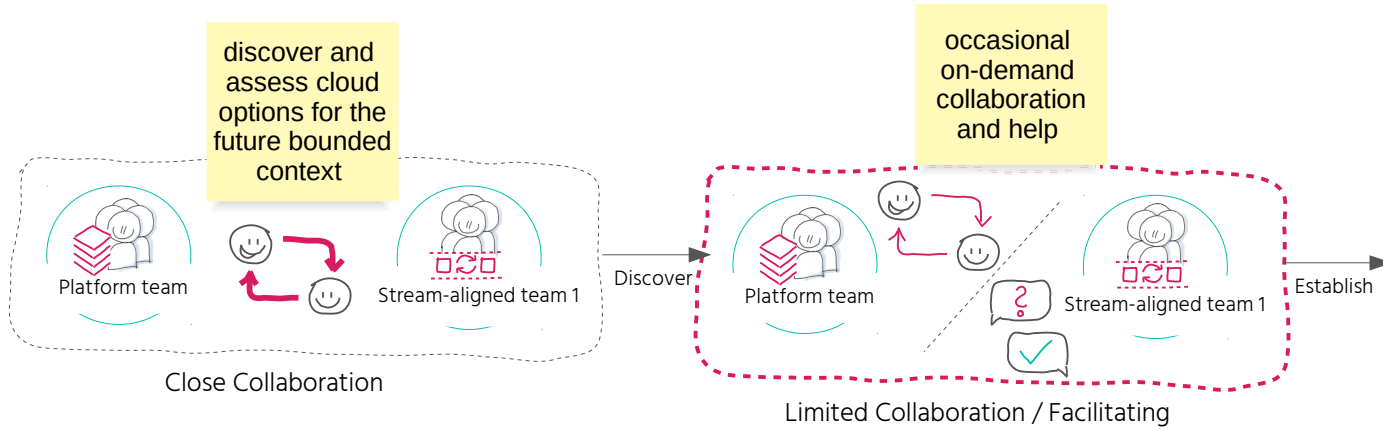 discover and
assess cloud
options for the
future bounded
context
Platform team
Stream-aligned team 1
Close Collaboration
Discover
occasional
on-demand
collaboration
and help
Platform team
?
Stream-aligned team 1
Limited Collaboration / Facilitating
Establish